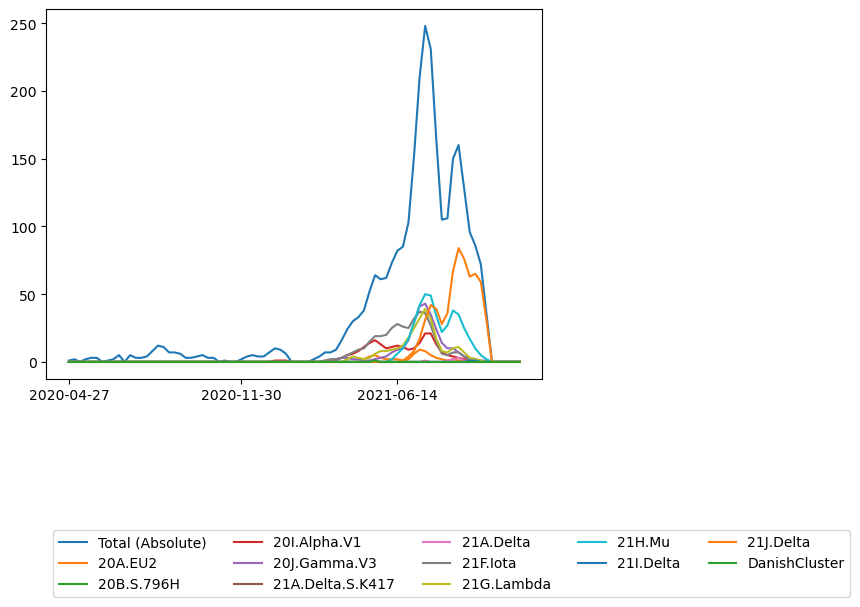 250
200
150
100
50
0
2020-04-27 2020-11-30 2021-06-14
Total (Absolute) 20I.Alpha.V1 21A.Delta 21H.Mu 21J.Delta
20A.EU2 20J.Gamma.V3 21F.Iota 21I.Delta DanishCluster
20B.S.796H 21A.Delta.S.K417 21G.Lambda